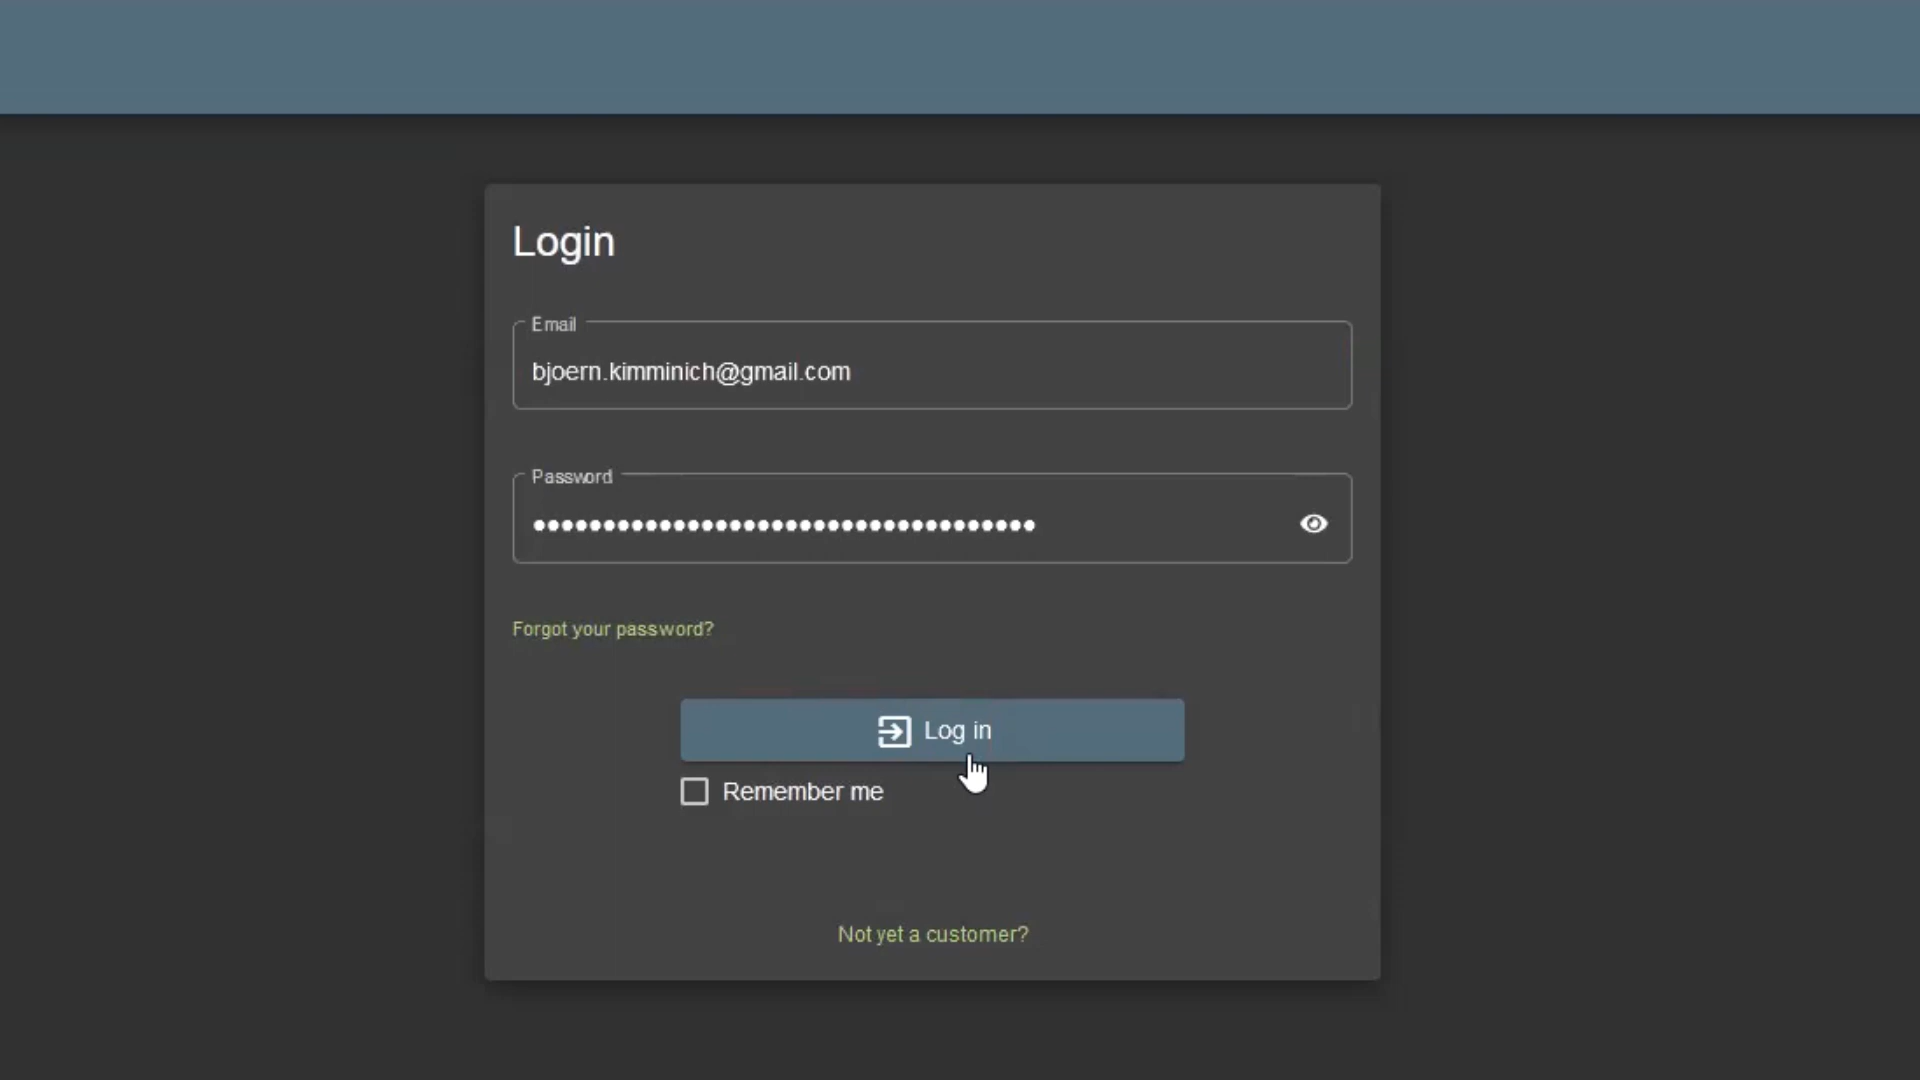 Login
Email
bjoern.kimminich@gmail.com
Password
••••••••••••••••••••••••••••••••••••
Forgot your password?
Log in
Remember me
Not yet a customer?